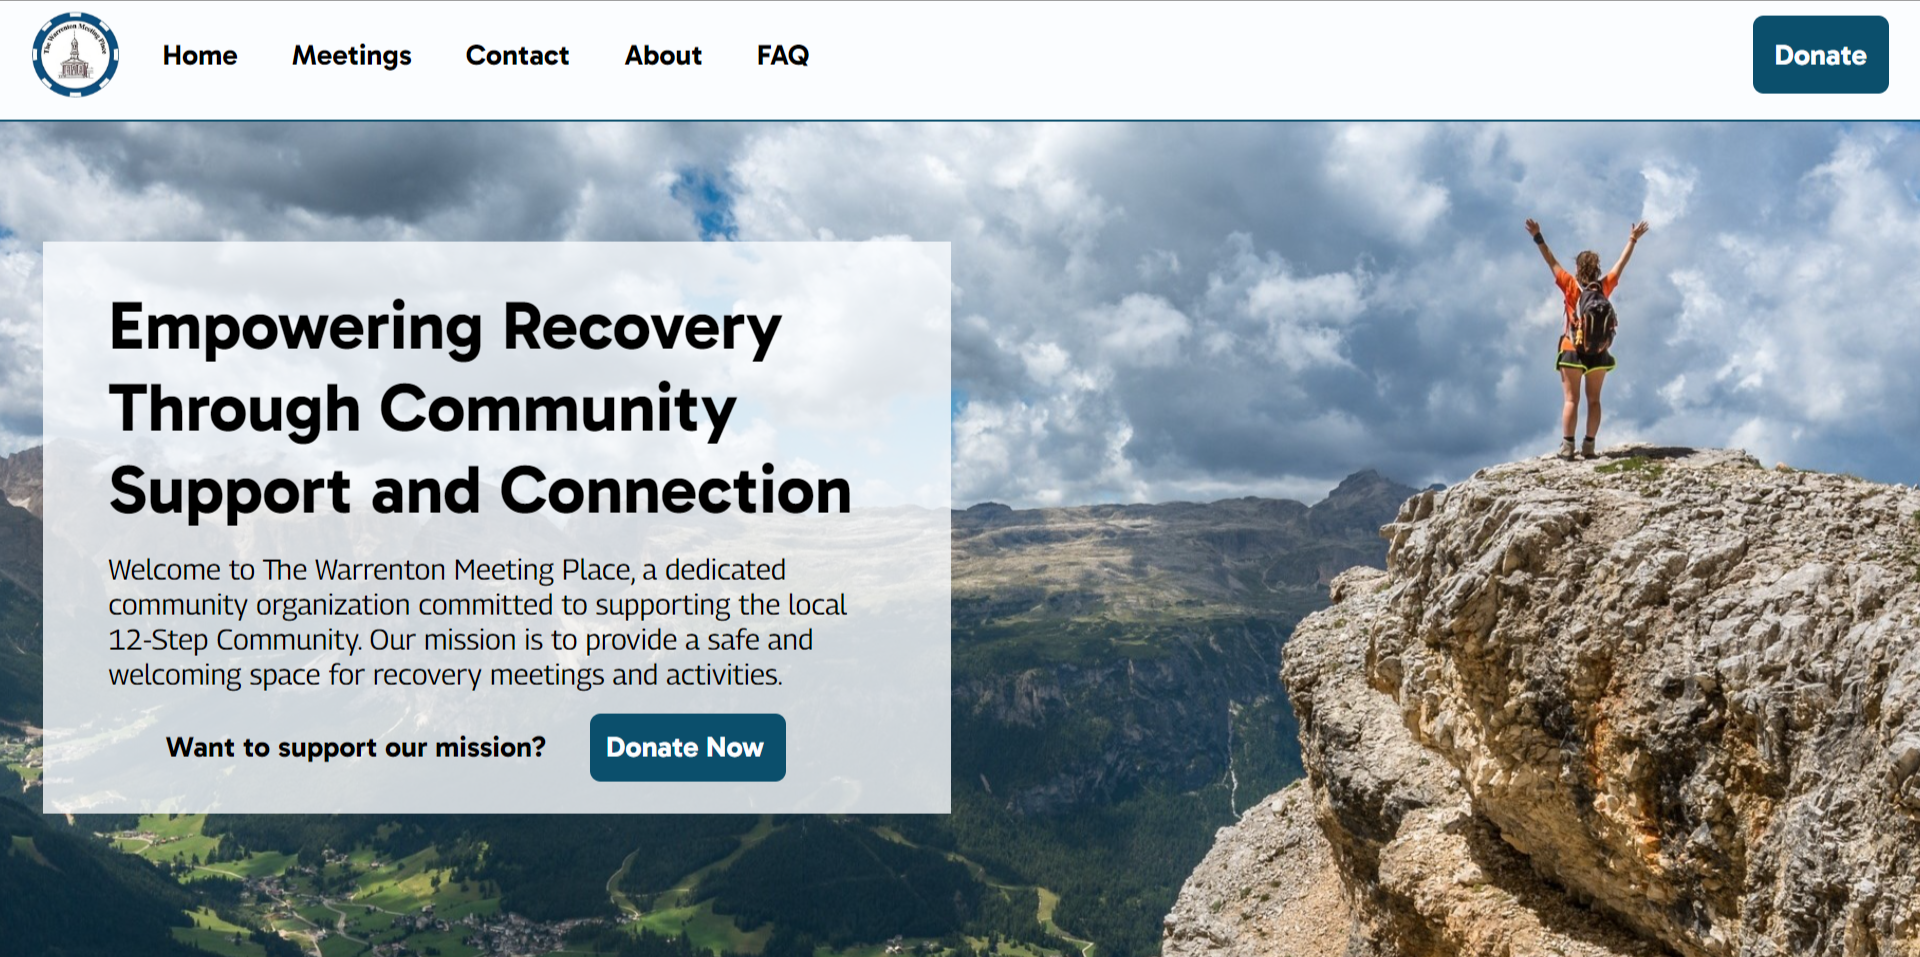 The Warrenton Meeting Place
Home
Meetings
Contact
About
FAQ
Donate
Empowering Recovery
Through Community
Support and Connection
Welcome to The Warrenton Meeting Place, a dedicated
community organization committed to supporting the local
12-Step Community. Our mission is to provide a safe and
welcoming space for recovery meetings and activities.
Want to support our mission?
Donate Now